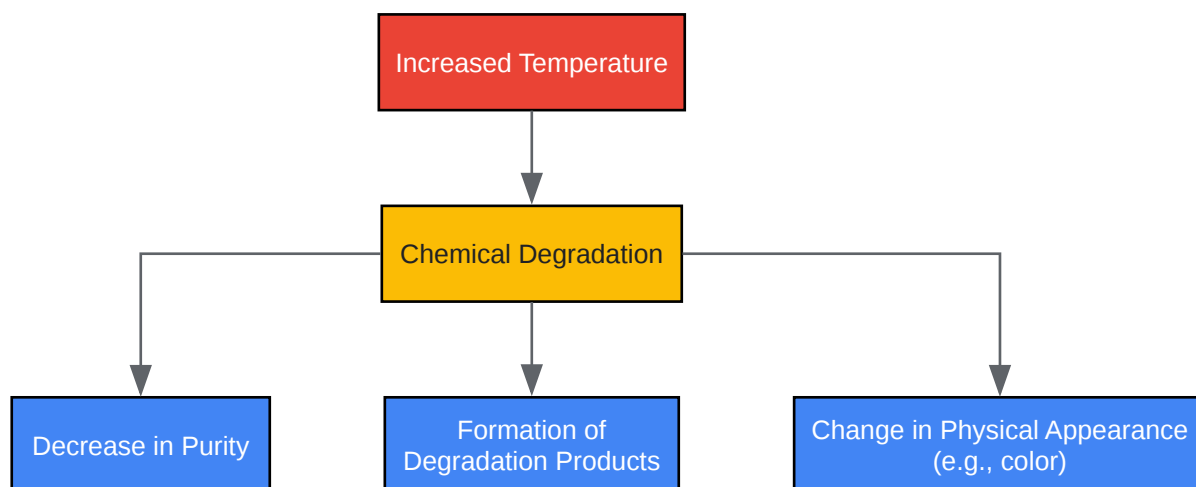 Increased Temperature
Chemical Degradation
Decrease in Purity
Formation of
Degradation Products
Change in Physical Appearance
(e.g., color)